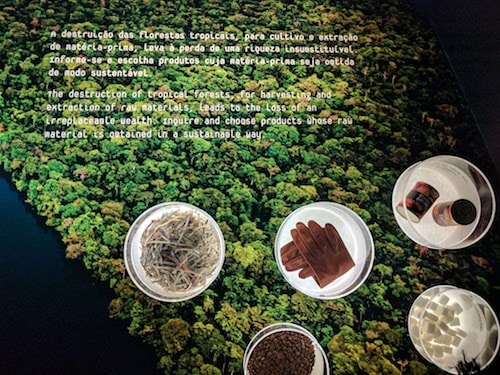 A destruição das florestas tropicais, para cultivo e extração
de matéria-prima, leva à perda de uma riqueza insubstituível.
Informe-se e escolha produtos cuja matéria-prima seja obtida
de modo sustentável.
The destruction of tropical forests, for harvesting and
extraction of raw materials, leads to the loss of an
irreplaceable wealth. Inquire and choose products whose raw
material is obtained in a sustainable way.